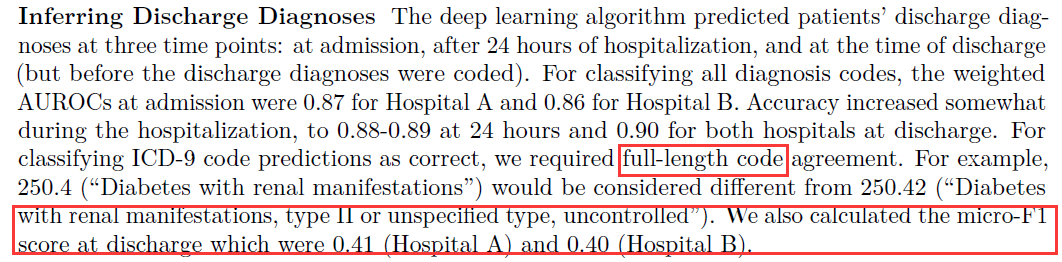 Inferring Discharge Diagnoses The deep learning algorithm predicted patients' discharge diag-
noses at three time points: at admission, after 24 hours of hospitalization, and at the time of discharge
(but before the discharge diagnoses were coded). For classifying all diagnosis codes, the weighted
AUROCs at admission were 0.87 for Hospital A and 0.86 for Hospital B. Accuracy increased somewhat
during the hospitalization, to 0.88-0.89 at 24 hours and 0.90 for both hospitals at discharge. For
classifying ICD-9 code predictions as correct, we required full-length code agreement. For example,
250.4 (“Diabetes with renal manifestations”) would be considered different from 250.42 (“Diabetes
with renal manifestations, type II or unspecified type, uncontrolled”). We also calculated the micro-F1
score at discharge which were 0.41 (Hospital A) and 0.40 (Hospital B).